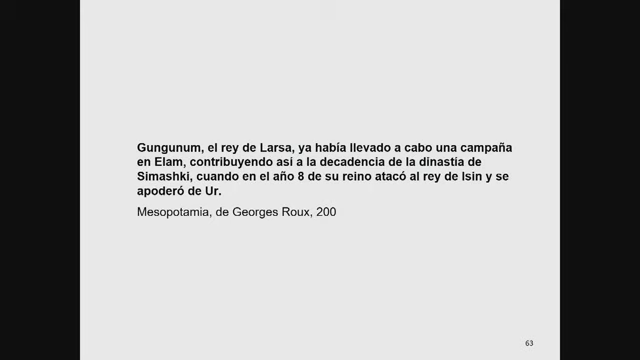 Gungunum, el rey de Larsa, ya había llevado a cabo una campaña
en Elam, contribuyendo así a la decadencia de la dinastía de
Simashki, cuando en el año 8 de su reino atacó al rey de Isin y se
apoderó de Ur.
Mesopotamia, de Georges Roux, 200
63